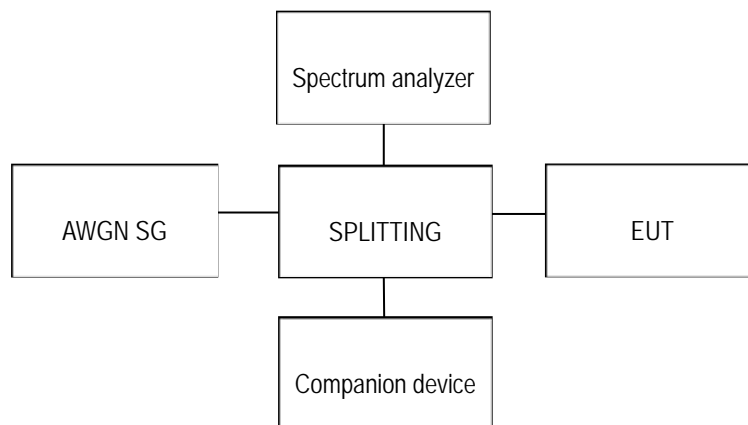 Spectrum analyzer
AWGN SG
SPLITTING
EUT
Companion device